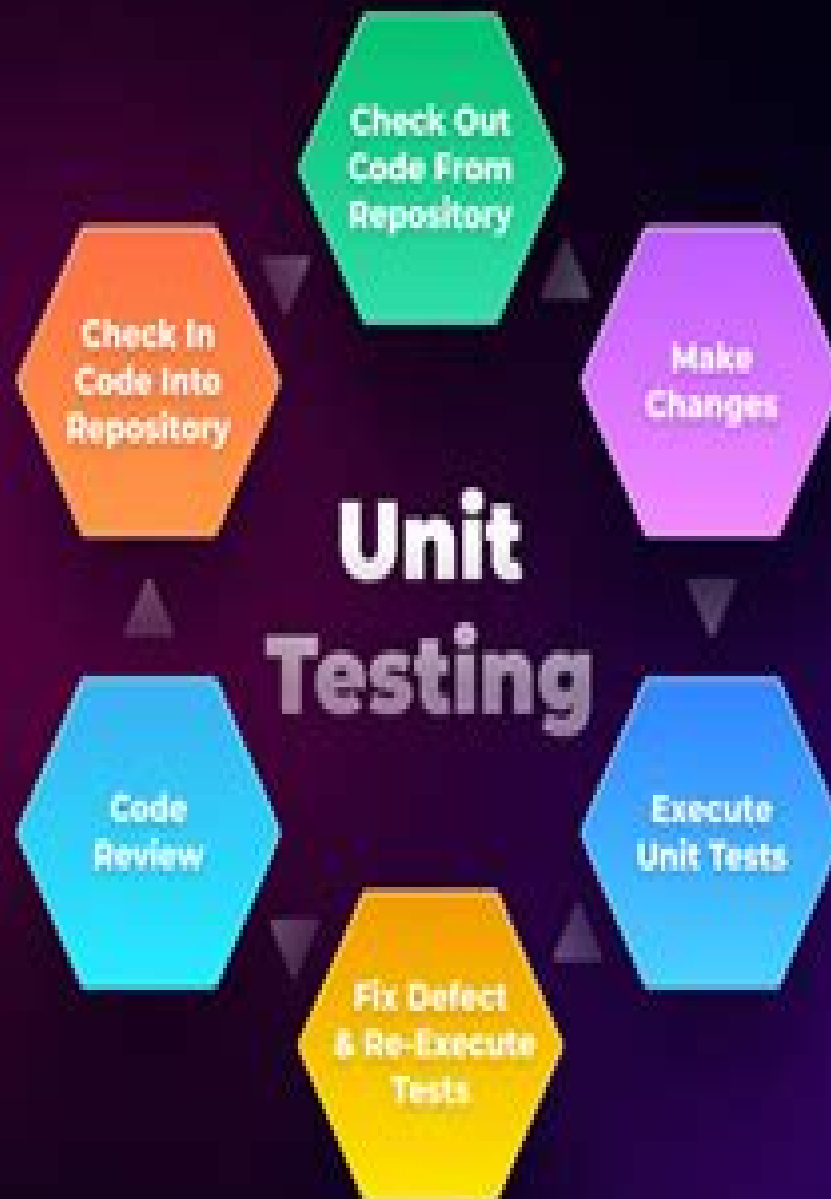 Check Out
Code From
Repository
Make
Changes
Execute
Unit Tests
Fix Defect
& Re-Execute
Tests
Code
Review
Check In
Code Into
Repository
Unit
Testing